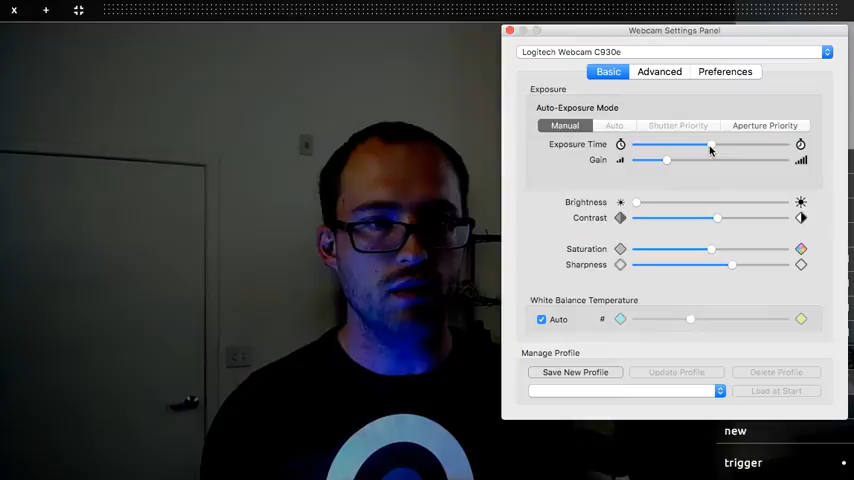 x + 
Webcam Settings Panel
Logitech Webcam C930e
Basic Advanced Preferences
Exposure
Auto-Exposure Mode
Manual Auto Shutter Priority Aperture Priority
Exposure Time
Gain
Brightness
Contrast
Saturation
Sharpness
White Balance Temperature
Auto #
Manage Profile
Save New Profile Update Profile Delete Profile
Load at Start
new
trigger